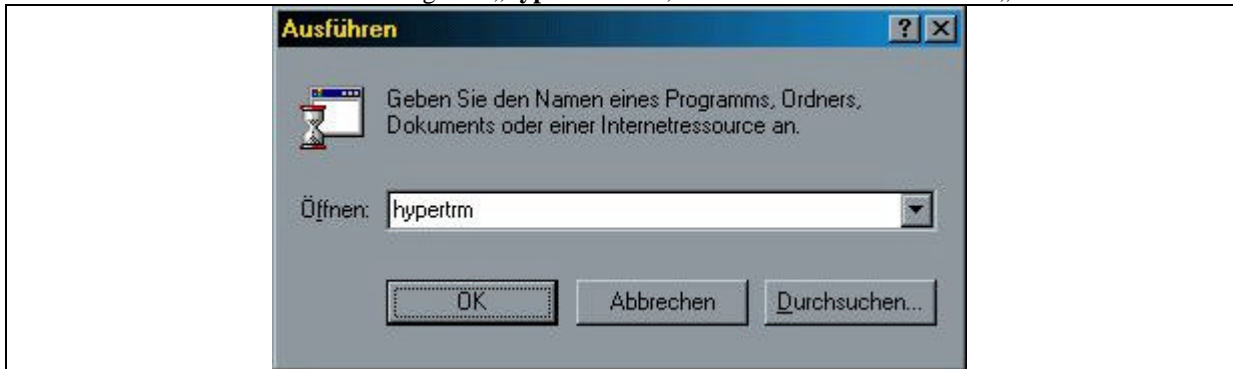 Ausführen
Geben Sie den Namen eines Programms, Ordners,
Dokuments oder einer Internetressource an.
Öffnen: hypertrm
OK Abbrechen Durchsuchen...